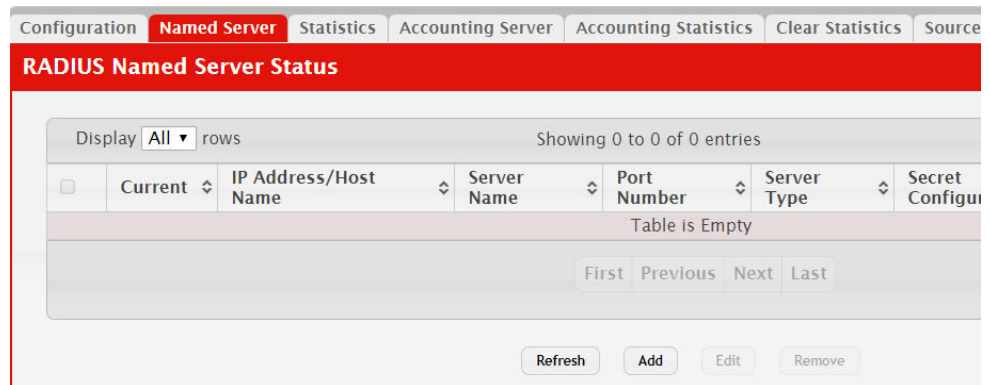 Configuration Named Server Statistics Accounting Server Accounting Statistics Clear Statistics Source
RADIUS Named Server Status
Display All rows Showing 0 to 0 of 0 entries
Current IP Address/Host Name Server Name Port Number Server Type Secret
Table is Empty
First Previous Next Last
Refresh Add Edit Remove